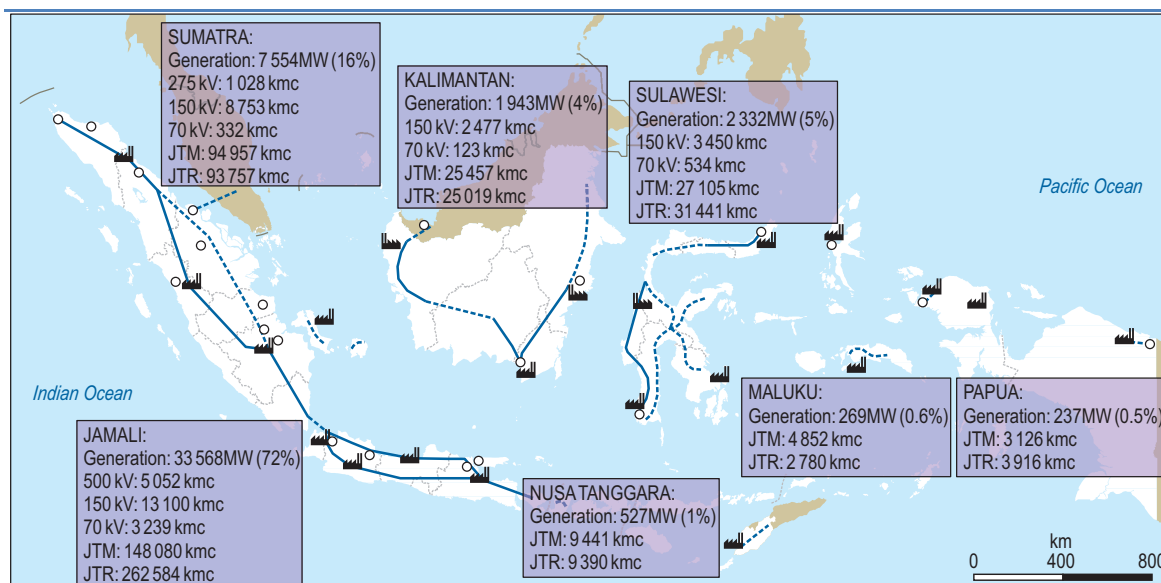 SUMATRA:
Generation: 7 554MW (16%)
275 kV: 1 028 kmc
150 kV: 8 753 kmc
70 kV: 332 kmc
JTM: 94 957 kmc
JTR: 93 757 kmc
KALIMANTAN:
Generation: 1 943MW (4%)
150 kV: 2 477 kmc
70 kV: 123 kmc
JTM: 25 457 kmc
JTR: 25 019 kmc
SULAWESI:
Generation: 2 332MW (5%)
150 kV: 3 450 kmc
70 kV: 534 kmc
JTM: 27 105 kmc
JTR: 31 441 kmc
Pacific Ocean
Indian Ocean
JAMALI:
Generation: 33 568MW (72%)
500 kV: 5 052 kmc
150 kV: 13 100 kmc
70 kV: 3 239 kmc
JTM: 148 080 kmc
JTR: 262 584 kmc
NUSA TANGGARA:
Generation: 527MW (1%)
JTM: 9 441 kmc
JTR: 9 390 kmc
MALUKU:
Generation: 269MW (0.6%)
JTM: 4 852 kmc
JTR: 2 780 kmc
PAPUA:
Generation: 237MW (0.5%)
JTM: 3 126 kmc
JTR: 3 916 kmc
km
0 400 800